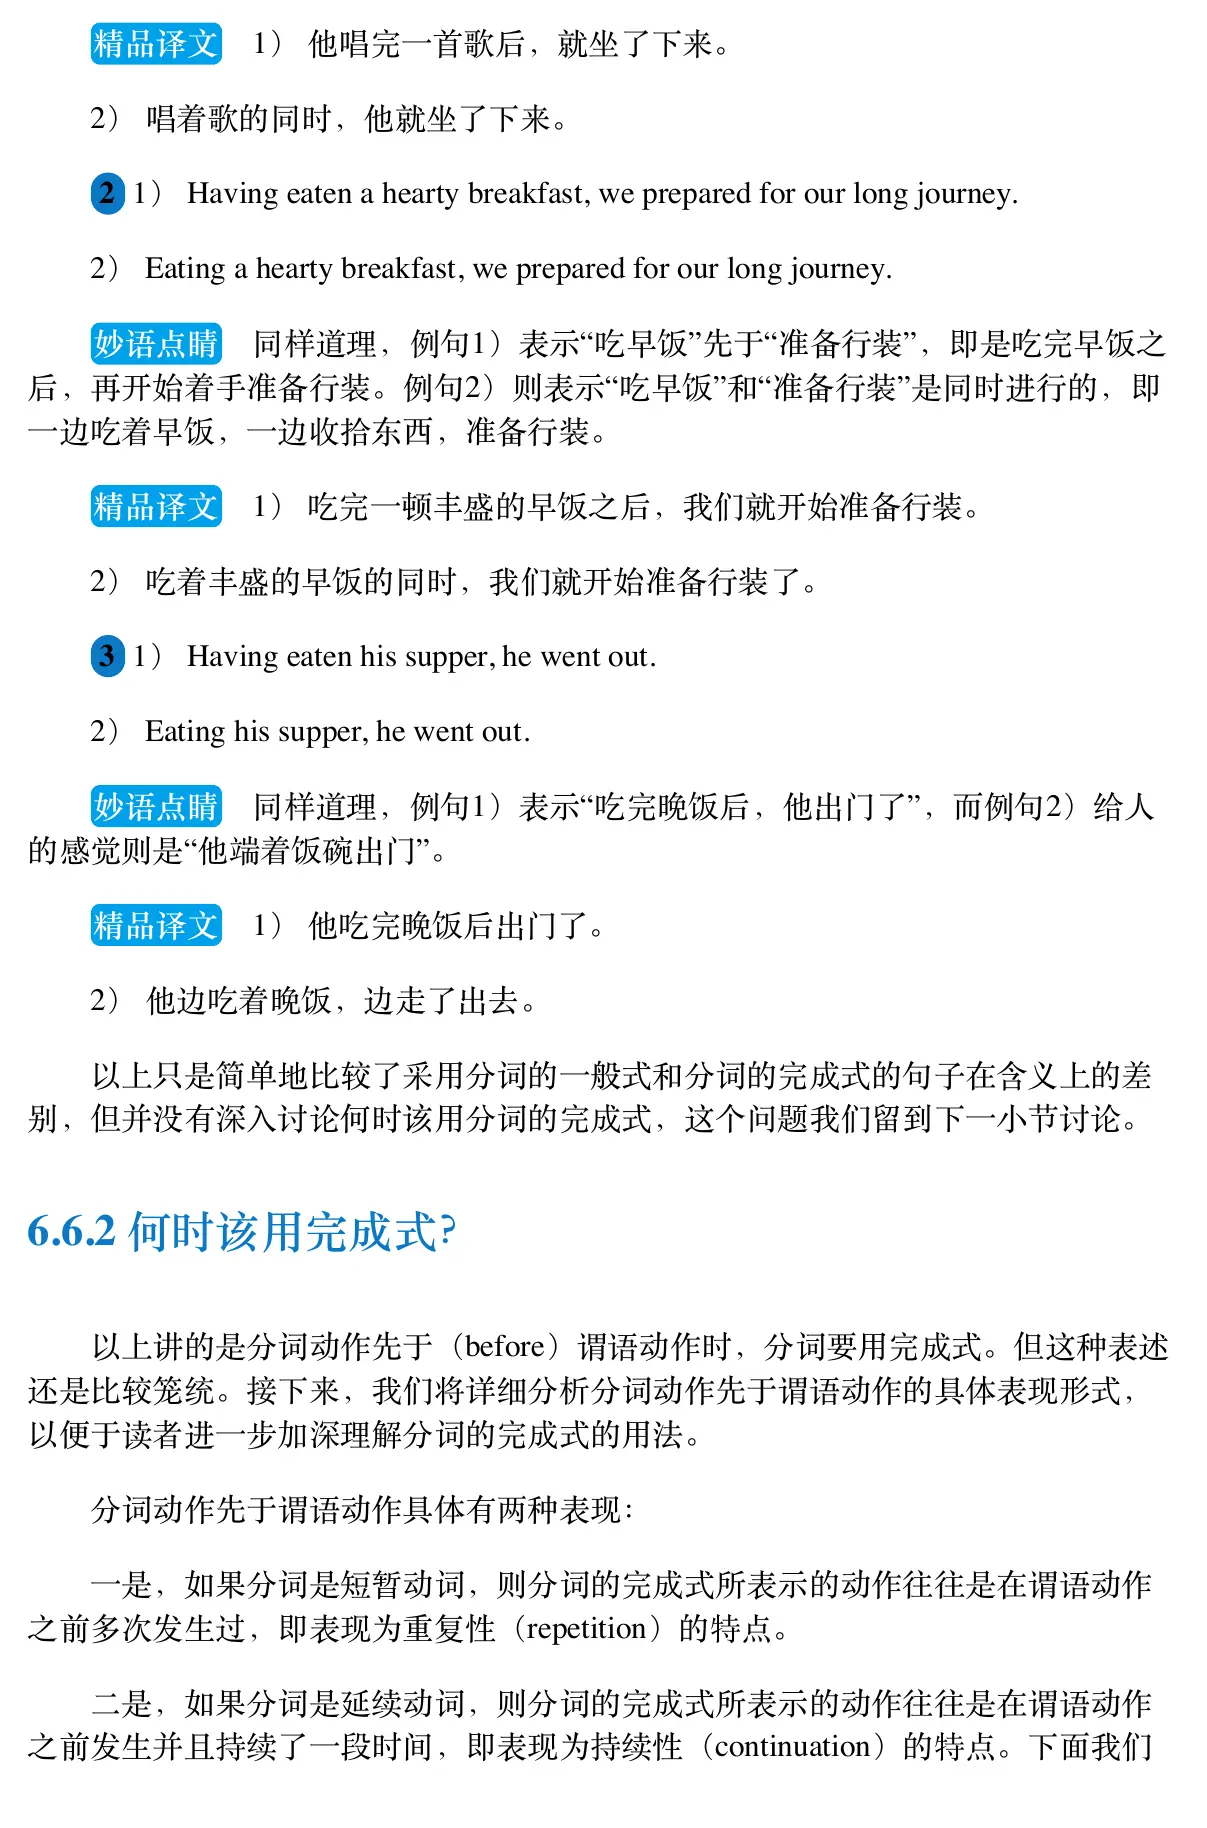 精品译文 1） 他唱完一首歌后，就坐了下来。
2） 唱着歌的同时，他就坐了下来。
2 1） Having eaten a hearty breakfast, we prepared for our long journey.
2） Eating a hearty breakfast, we prepared for our long journey.
妙语点睛 同样道理，例句1）表示“吃早饭”先于“准备行装”，即是吃完早饭之
后，再开始着手准备行装。例句2）则表示“吃早饭”和“准备行装”是同时进行的，即
一边吃着早饭，一边收拾东西，准备行装。
精品译文 1） 吃完一顿丰盛的早饭之后，我们就开始准备行装。
2） 吃着丰盛的早饭的同时，我们就开始准备行装了。
3 1） Having eaten his supper, he went out.
2） Eating his supper, he went out.
妙语点睛 同样道理，例句1）表示“吃完晚饭后，他出门了”，而例句2）给人
的感觉则是“他端着饭碗出门”。
精品译文 1） 他吃完晚饭后出门了。
2） 他边吃着晚饭，边走了出去。
以上只是简单地比较了采用分词的一般式和分词的完成式的句子在含义上的差
别，但并没有深入讨论何时该用分词的完成式，这个问题我们留到下一小节讨论。
6.6.2 何时该用完成式？
以上讲的是分词动作先于（before）谓语动作时，分词要用完成式。但这种表述
还是比较笼统。接下来，我们将详细分析分词动作先于谓语动作的具体表现形式，
以便于读者进一步加深理解分词的完成式的用法。
分词动作先于谓语动作具体有两种表现：
一是，如果分词是短暂动词，则分词的完成式所表示的动作往往是在谓语动作
之前多次发生过，即表现为重复性（repetition）的特点。
二是，如果分词是延续动词，则分词的完成式所表示的动作往往是在谓语动作
之前发生并且持续了一段时间，即表现为持续性（continuation）的特点。下面我们